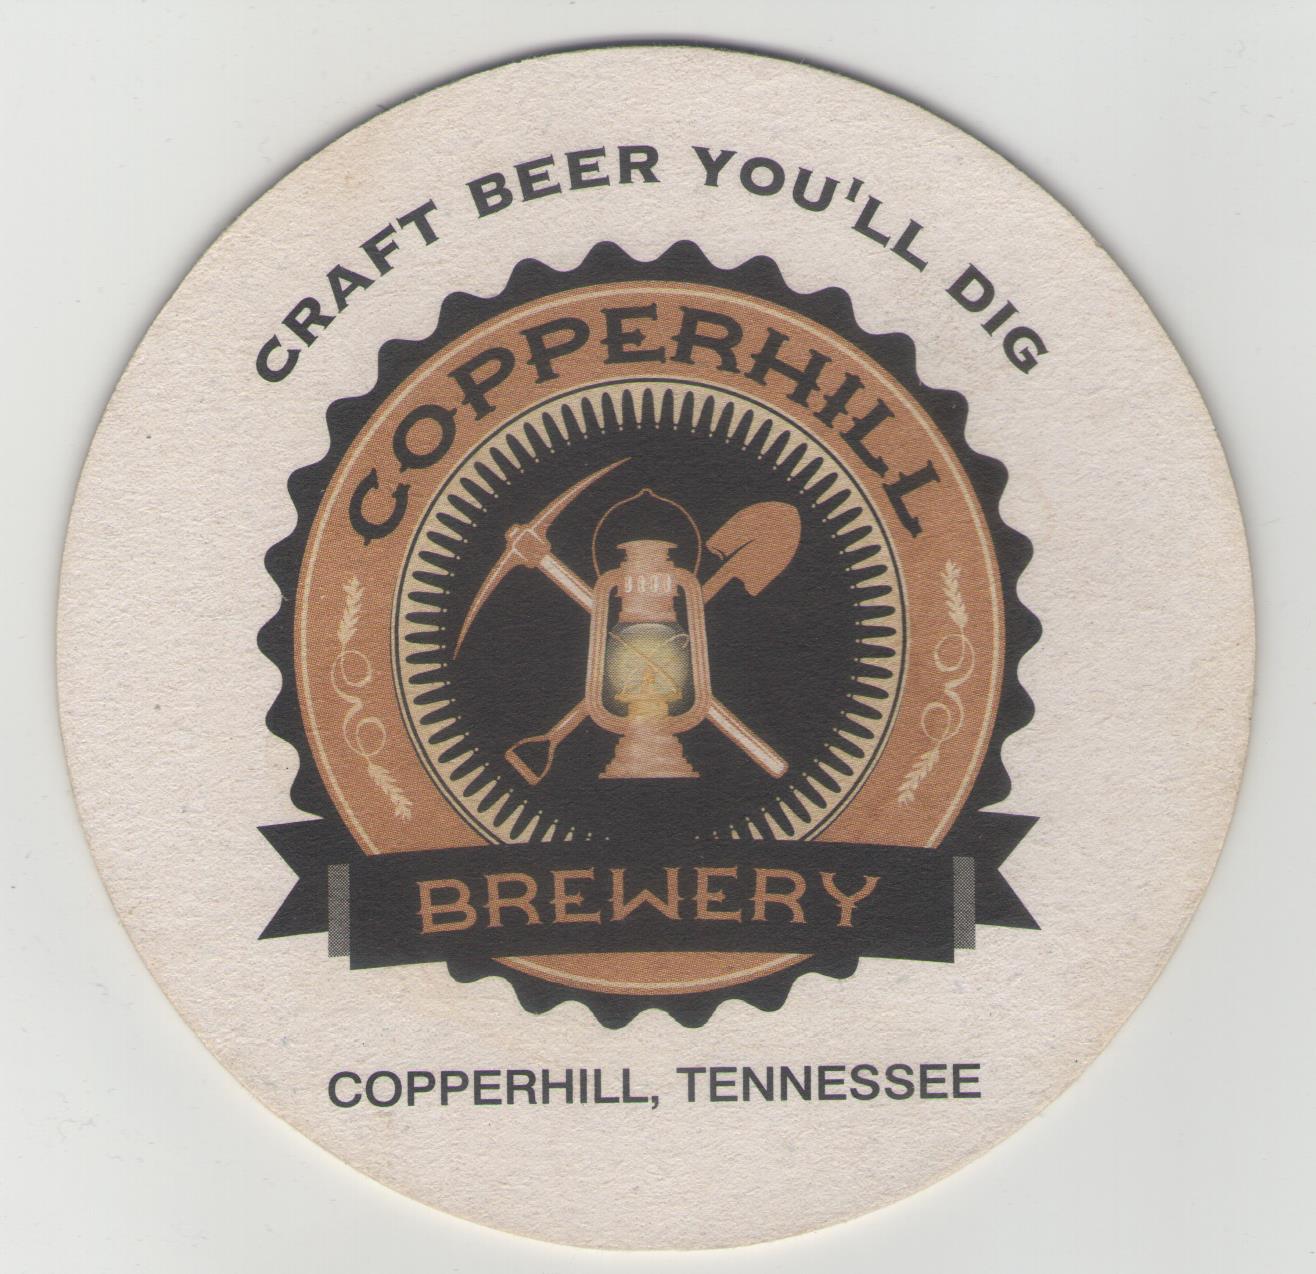 CRAFT BEER YOU'LL DIG
COPPERHILL
BREWERY
COPPERHILL, TENNESSEE